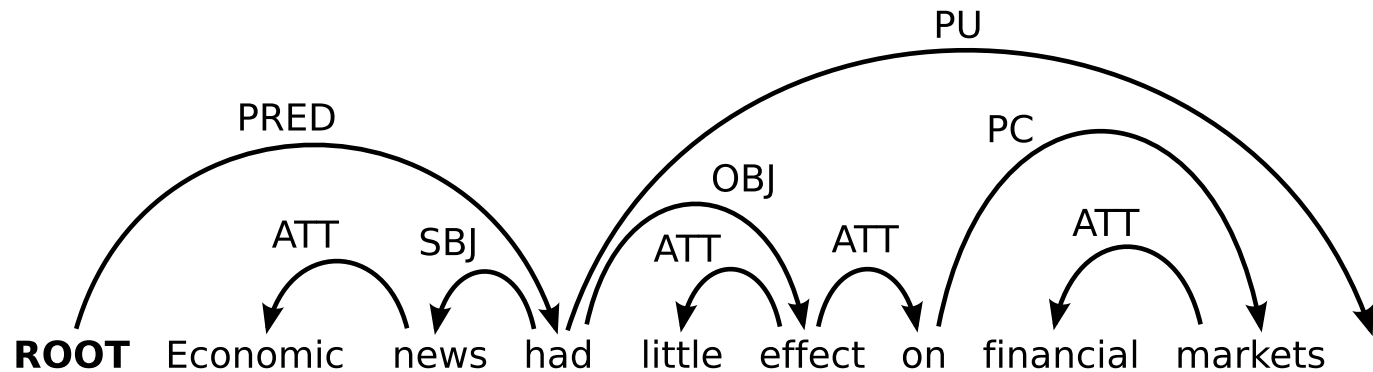 PU
PRED
PC
OBJ
ATT
SBJ
ATT
ATT
ATT
ROOT Economic news had little effect on financial markets